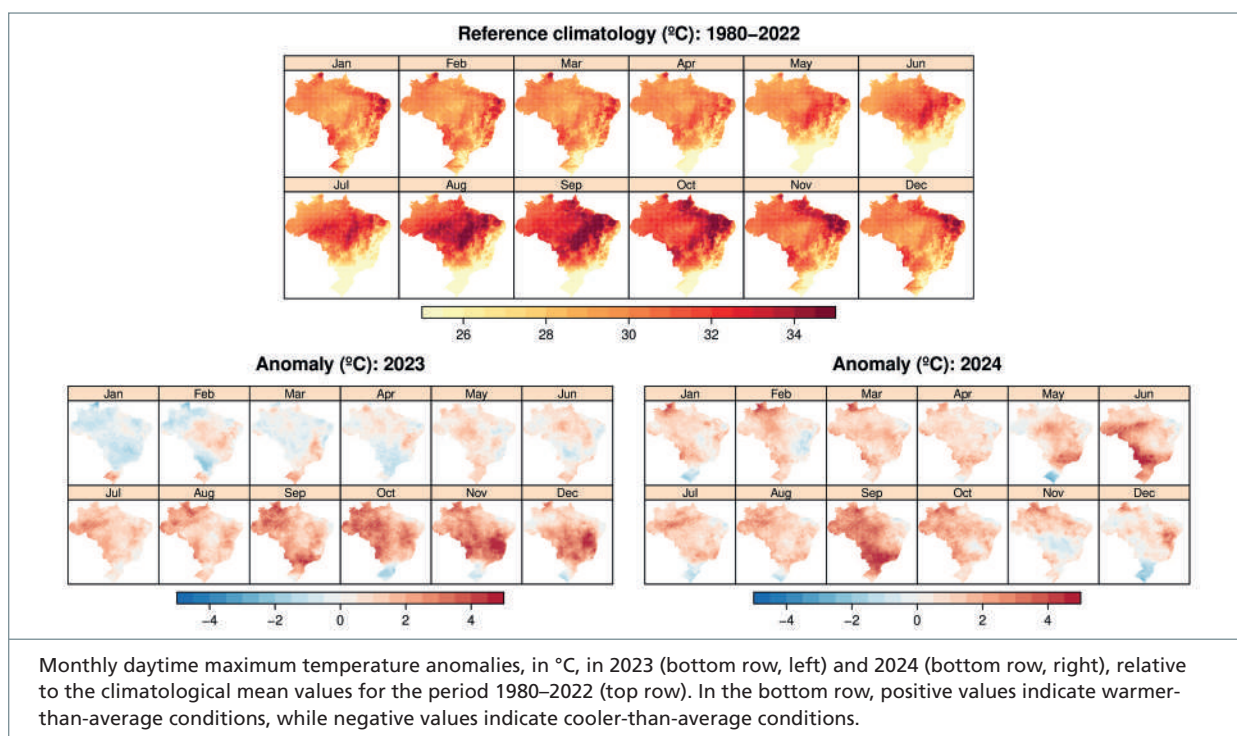 Reference climatology (ºC): 1980–2022
Jan Feb Mar Apr May Jun
Jul Aug Sep Oct Nov Dec
26 28 30 32 34
Anomaly (ºC): 2023
Jan Feb Mar Apr May Jun
Jul Aug Sep Oct Nov Dec
−4 −2 0 2 4
Anomaly (ºC): 2024
Jan Feb Mar Apr May Jun
Jul Aug Sep Oct Nov Dec
−4 −2 0 2 4
Monthly daytime maximum temperature anomalies, in °C, in 2023 (bottom row, left) and 2024 (bottom row, right), relative
to the climatological mean values for the period 1980–2022 (top row). In the bottom row, positive values indicate warmer-
than-average conditions, while negative values indicate cooler-than-average conditions.